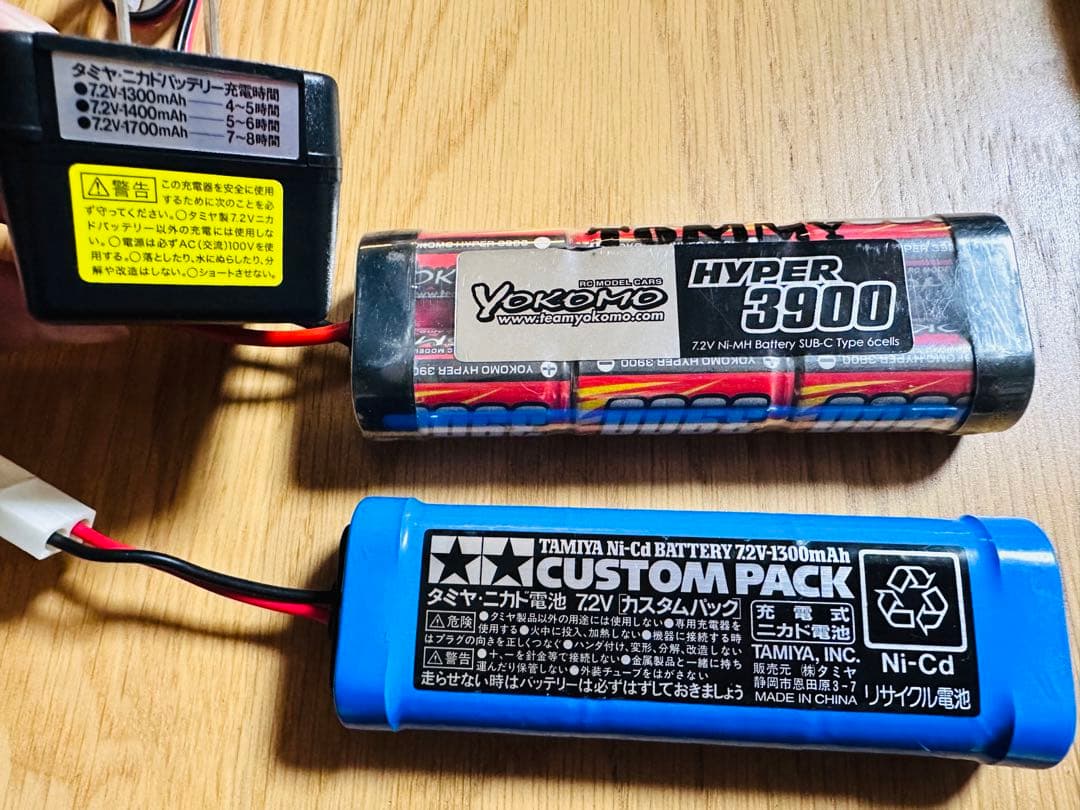 タミヤ・ニカドバッテリー充電時間
●7.2V-1300mAh 4〜5時間
●7.2V-1400mAh 5〜6時間
●7.2V-1700mAh 7〜8時間
⚠警告 この充電器を安全に使用
するために次のことを必
ず守ってください。○タミヤ製7.2Vニカ
ドバッテリー以外の充電には使用しな
い。○電源は必ずAC(交流)100Vを使
用する。○落としたり、水にぬらしたり、分
解や改造はしない。○ショートさせない。
YOKOMO HYPER 3900
TOMMY
RC MODEL CARS
YOKOMO
www.teamyokomo.com
HYPER
3900
7.2V Ni-MH Battery SUB-C Type 6cells
YOKOMO HYPER 3900
YOKOMO HYPER 3900
YOKOMO HYPER 3900
3900
3900
TAMIYA Ni-Cd BATTERY 7.2V-1300mAh
CUSTOM PACK
タミヤ・ニカド電池 7.2V カスタムパック
⚠危険 ●タミヤ製品以外の用途には使用しない●専用充電器を
使用する●火中に投入、加熱しない●機器に接続する時
はプラグの向きを正しくつなぐ●ハンダ付け、変形、分解、改造しない
⚠警告 ●+、−を針金等で接続しない●金属製品と一緒に持ち
運んだり保管しない●外装チューブをはがさない
走らせない時はバッテリーは必ずはずしておきましょう
充電式
ニカド電池
TAMIYA, INC.
販売元 (株)タミヤ
静岡市恩田原3-7
MADE IN CHINA
Ni-Cd
リサイクル電池